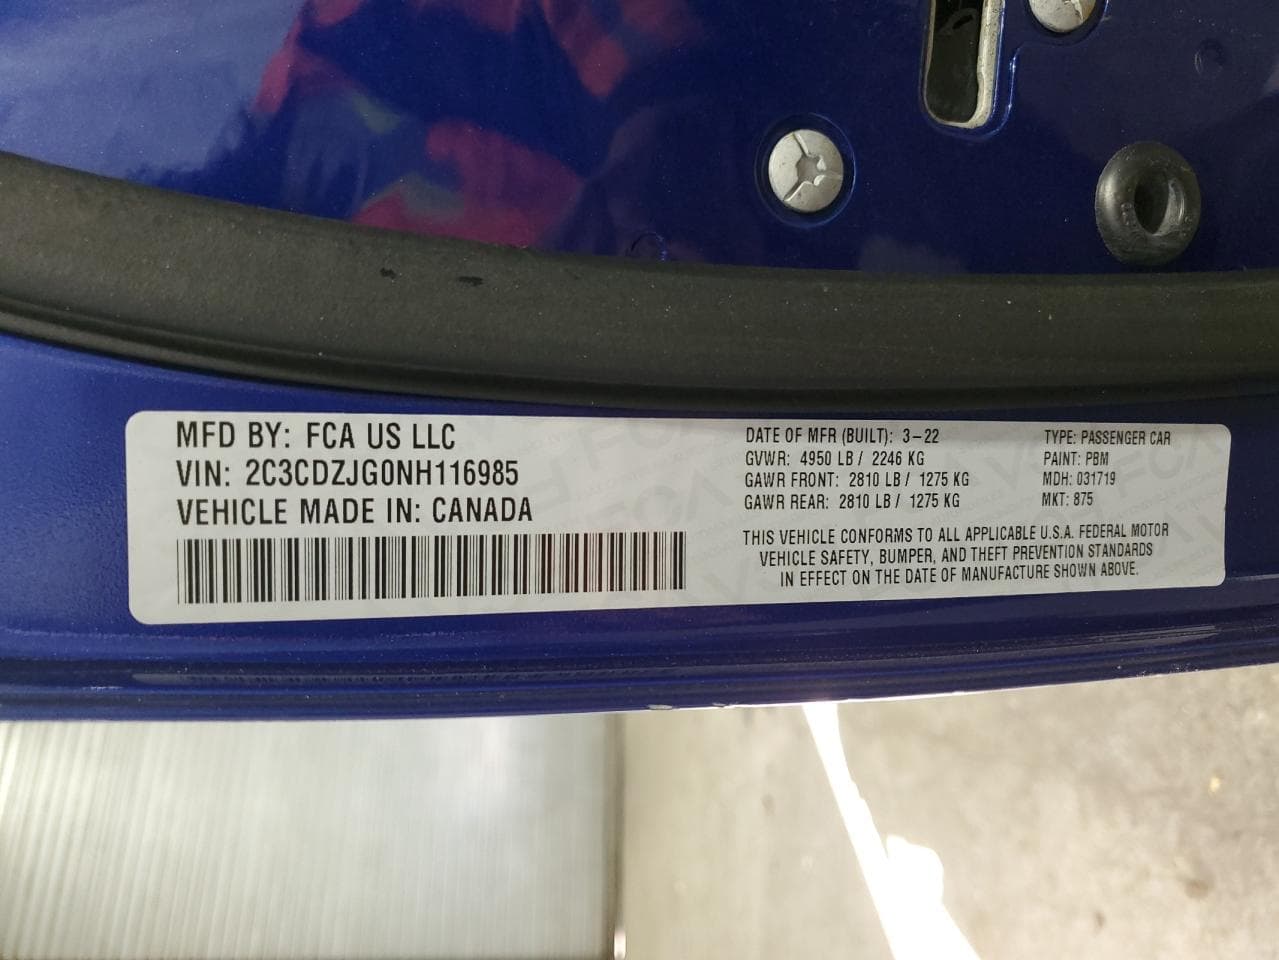 MFD BY: FCA US LLC
VIN: 2C3CDZJG0NH116985
VEHICLE MADE IN: CANADA
DATE OF MFR (BUILT): 3-22
GVWR: 4950 LB / 2246 KG
GAWR FRONT: 2810 LB / 1275 KG
GAWR REAR: 2810 LB / 1275 KG
TYPE: PASSENGER CAR
PAINT: PBM
MDH: 031719
MKT: 875
THIS VEHICLE CONFORMS TO ALL APPLICABLE U.S.A. FEDERAL MOTOR
VEHICLE SAFETY, BUMPER, AND THEFT PREVENTION STANDARDS
IN EFFECT ON THE DATE OF MANUFACTURE SHOWN ABOVE.